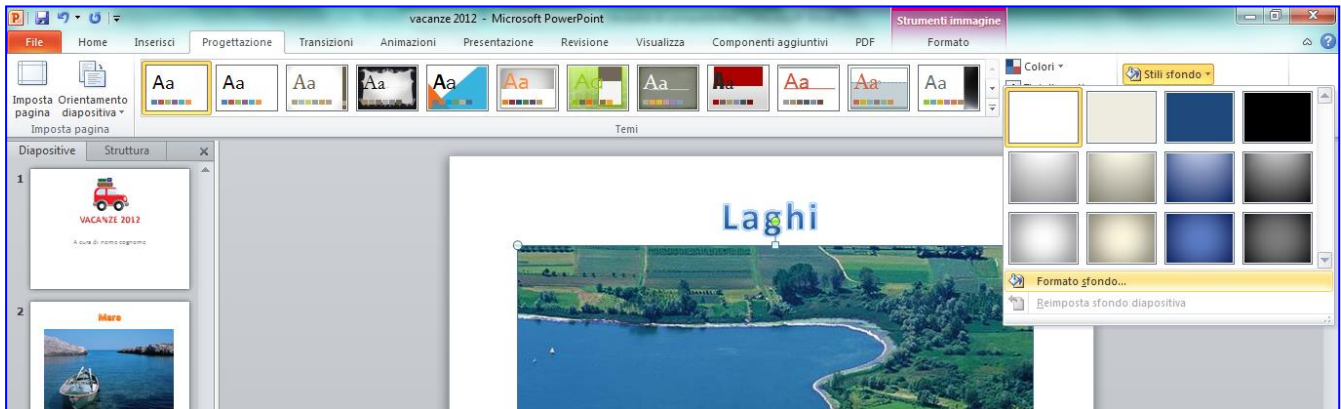 vacanze 2012 - Microsoft PowerPoint
Strumenti immagine
File Home Inserisci Progettazione Transizioni Animazioni Presentazione Revisione Visualizza Componenti aggiuntivi PDF Formato
Imposta pagina
Orientamento diapositiva
Aa Aa Aa Aa Aa Aa Aa Aa Aa Aa Aa Aa
Colori
Stili sfondo
Imposta pagina
Temi
Diapositive Struttura
1
VACANZE 2012
A cura di nome cognome
Laghi
2
Mare
Formato sfondo...
Reimposta sfondo diapositiva